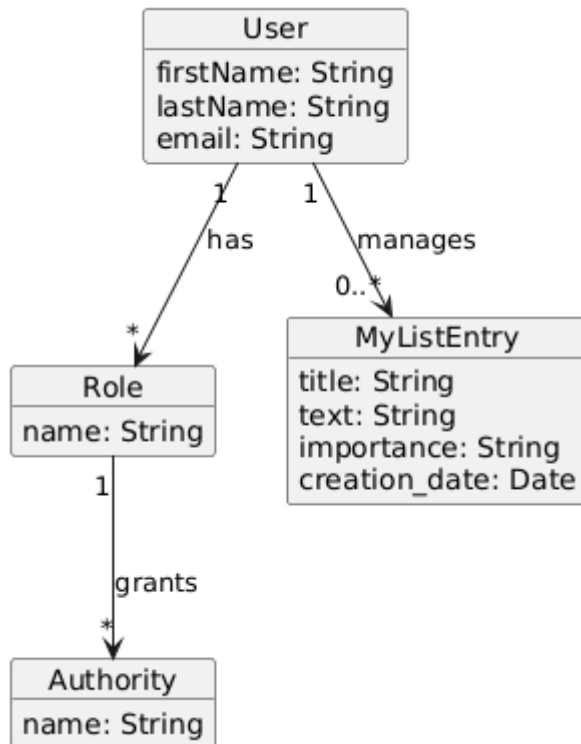 User
firstName: String
lastName: String
email: String
1
1
has
manages
*
0..*
Role
name: String
MyListEntry
title: String
text: String
importance: String
creation_date: Date
1
grants
*
Authority
name: String